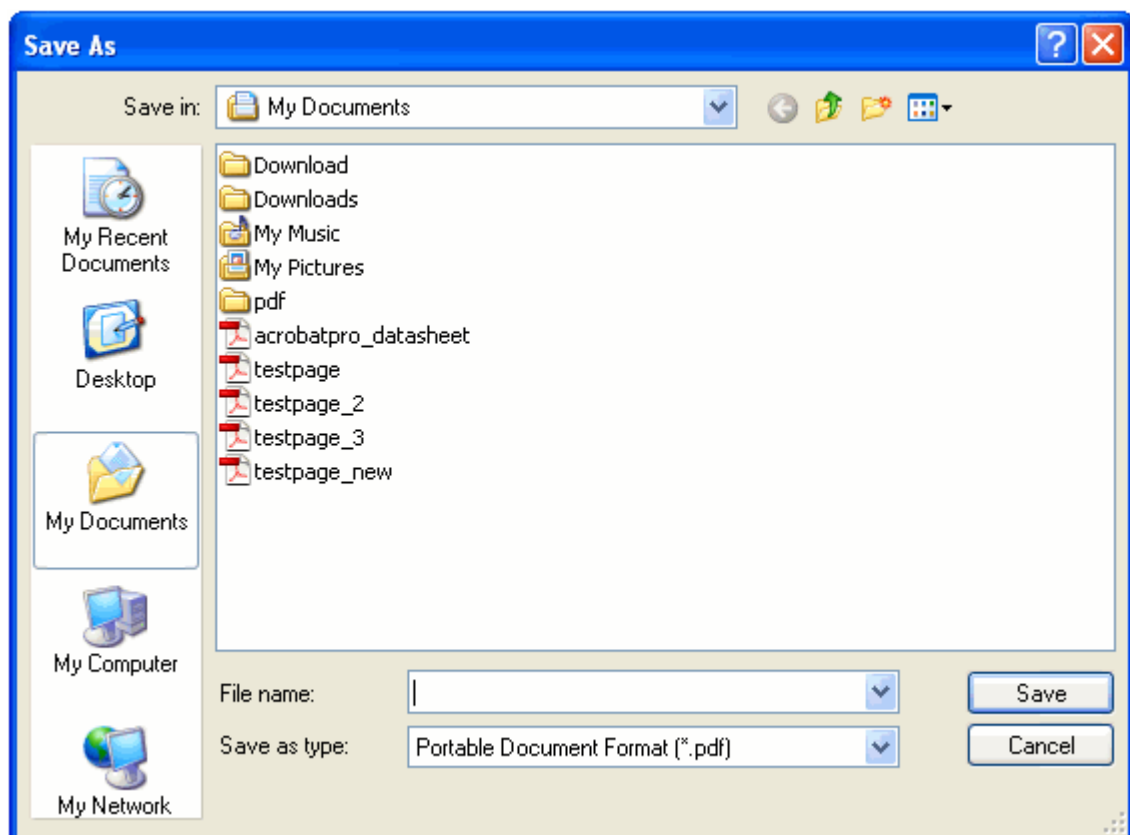 Save As
Save in: My Documents
Download
Downloads
My Music
My Pictures
pdf
acrobatpro_datasheet
testpage
testpage_2
testpage_3
testpage_new
My Recent
Documents
Desktop
My Documents
My Computer
My Network
File name: Save
Save as type: Portable Document Format (*.pdf) Cancel